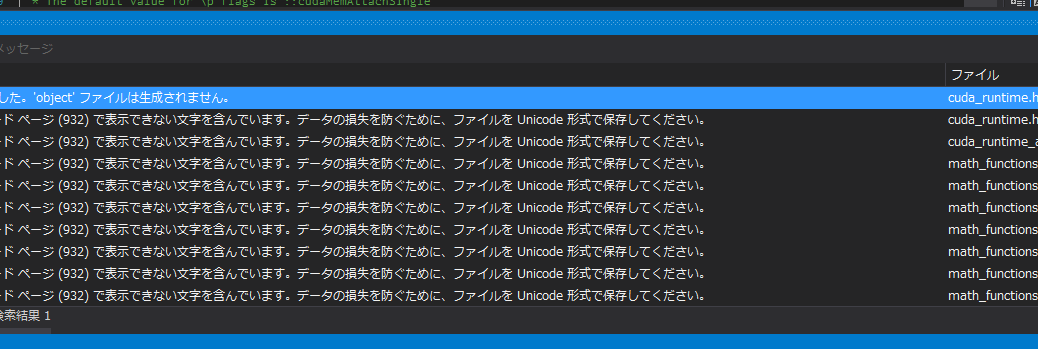 * The default value for \p flags is ::cudaMemAttachSingle
メッセージ
ファイル
した。'object' ファイルは生成されません。 cuda_runtime.h
ード ページ (932) で表示できない文字を含んでいます。データの損失を防ぐために、ファイルを Unicode 形式で保存してください。 cuda_runtime.h
ード ページ (932) で表示できない文字を含んでいます。データの損失を防ぐために、ファイルを Unicode 形式で保存してください。 cuda_runtime_a
ード ページ (932) で表示できない文字を含んでいます。データの損失を防ぐために、ファイルを Unicode 形式で保存してください。 math_functions
ード ページ (932) で表示できない文字を含んでいます。データの損失を防ぐために、ファイルを Unicode 形式で保存してください。 math_functions
ード ページ (932) で表示できない文字を含んでいます。データの損失を防ぐために、ファイルを Unicode 形式で保存してください。 math_functions
ード ページ (932) で表示できない文字を含んでいます。データの損失を防ぐために、ファイルを Unicode 形式で保存してください。 math_functions
ード ページ (932) で表示できない文字を含んでいます。データの損失を防ぐために、ファイルを Unicode 形式で保存してください。 math_functions
ード ページ (932) で表示できない文字を含んでいます。データの損失を防ぐために、ファイルを Unicode 形式で保存してください。 math_functions
ード ページ (932) で表示できない文字を含んでいます。データの損失を防ぐために、ファイルを Unicode 形式で保存してください。 math_functions
検索結果 1